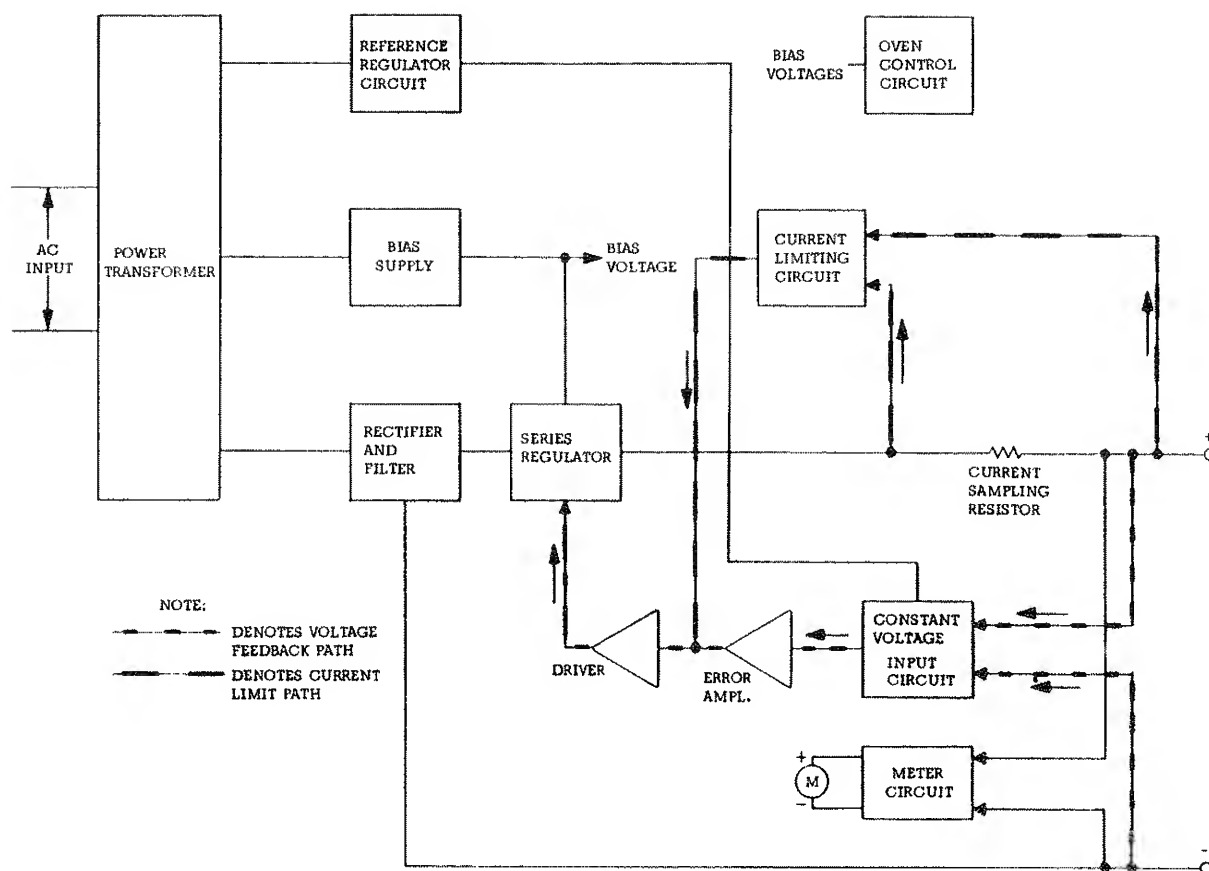 REFERENCE
REGULATOR
CIRCUIT
BIAS
VOLTAGES
OVEN
CONTROL
CIRCUIT
AC
INPUT
POWER
TRANSFORMER
BIAS
SUPPLY
BIAS
VOLTAGE
CURRENT
LIMITING
CIRCUIT
RECTIFIER
AND
FILTER
SERIES
REGULATOR
+
CURRENT
SAMPLING
RESISTOR
NOTE:
DENOTES VOLTAGE
FEEDBACK PATH
DENOTES CURRENT
LIMIT PATH
DRIVER
ERROR
AMPL.
CONSTANT
VOLTAGE
INPUT
CIRCUIT
+
M
-
METER
CIRCUIT
-